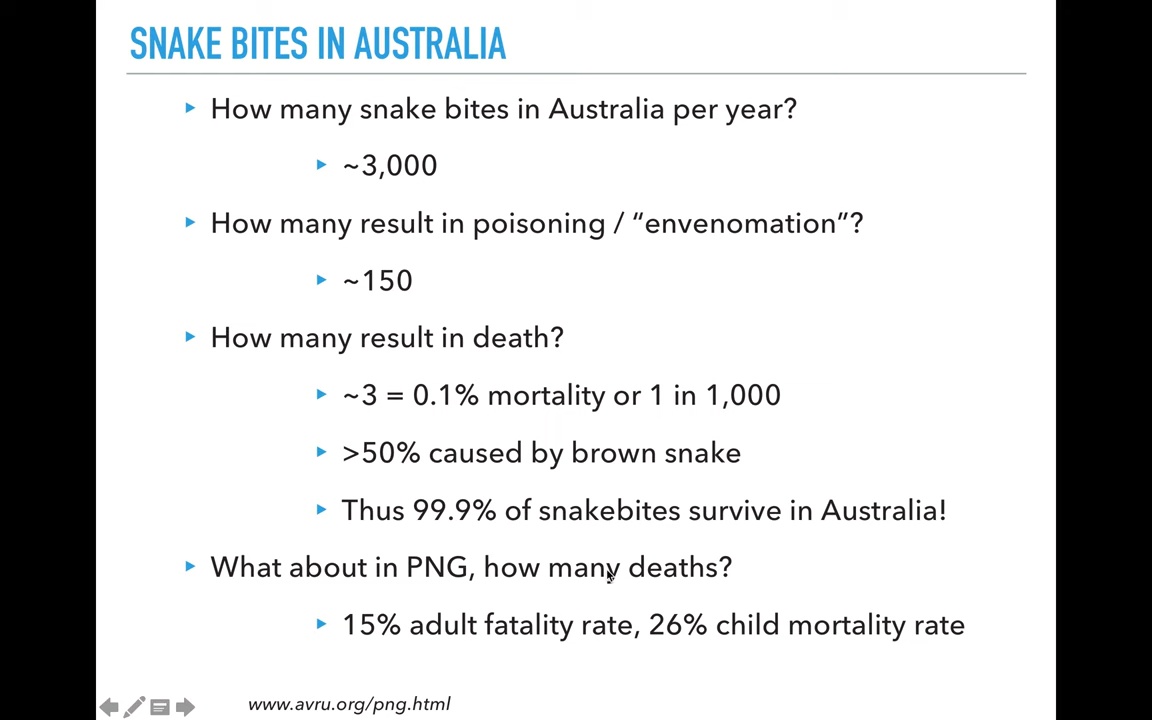 SNAKE BITES IN AUSTRALIA
How many snake bites in Australia per year?
~3,000
How many result in poisoning / “envenomation”?
~150
How many result in death?
~3 = 0.1% mortality or 1 in 1,000
>50% caused by brown snake
Thus 99.9% of snakebites survive in Australia!
What about in PNG, how many deaths?
15% adult fatality rate, 26% child mortality rate
www.avru.org/png.html